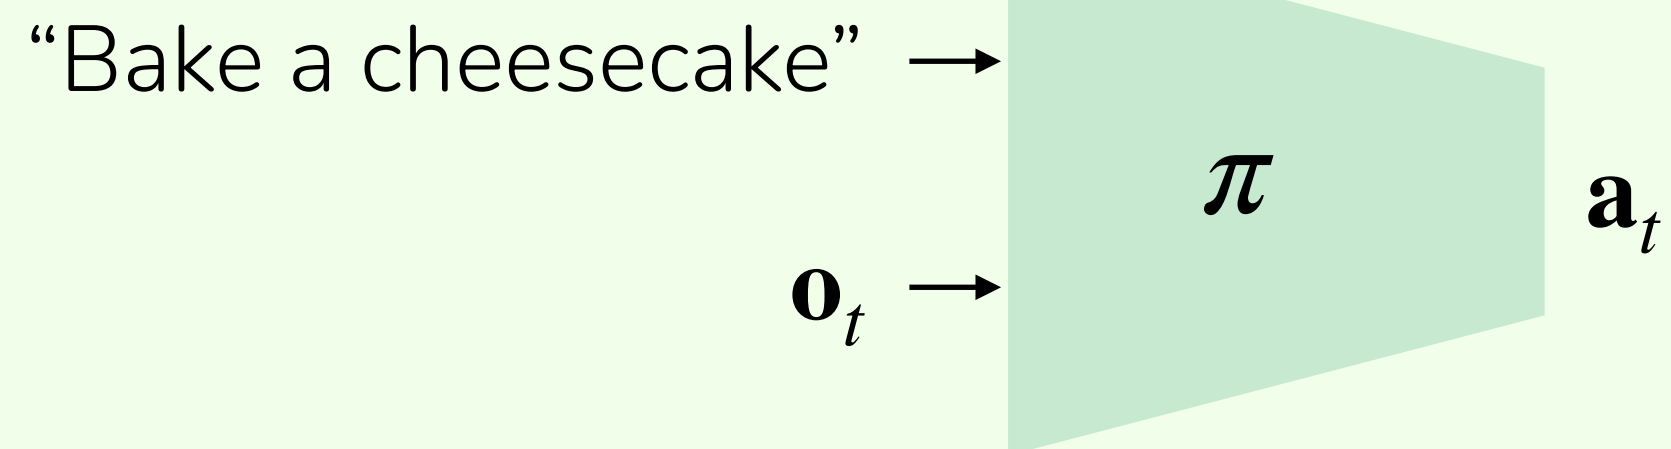 “Bake a cheesecake”
π
𝐚ₜ
𝐨ₜ